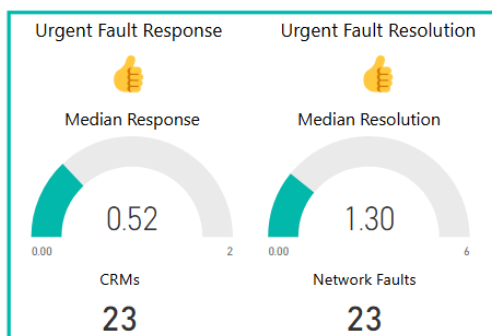 Urgent Fault Response
Urgent Fault Resolution
Median Response
Median Resolution
0.52
1.30
0.00
2
0.00
6
CRMs
Network Faults
23
23